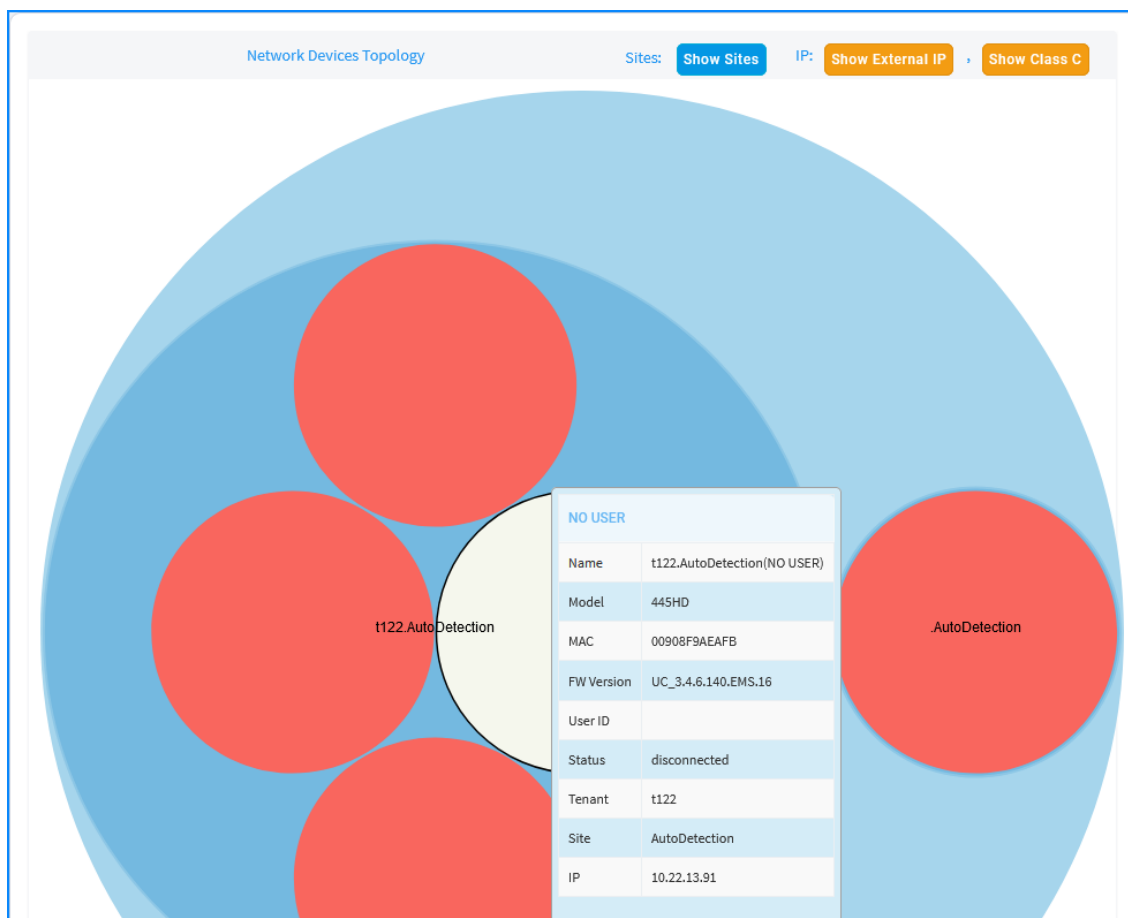 Network Devices Topology Sites: Show Sites IP: Show External IP , Show Class C
NO USER
Name t122.AutoDetection(NO USER)
Model 445HD
MAC 00908F9AEAFB
t122.AutoDetection
.AutoDetection
FW Version UC_3.4.6.140.EMS.16
User ID
Status disconnected
Tenant t122
Site AutoDetection
IP 10.22.13.91